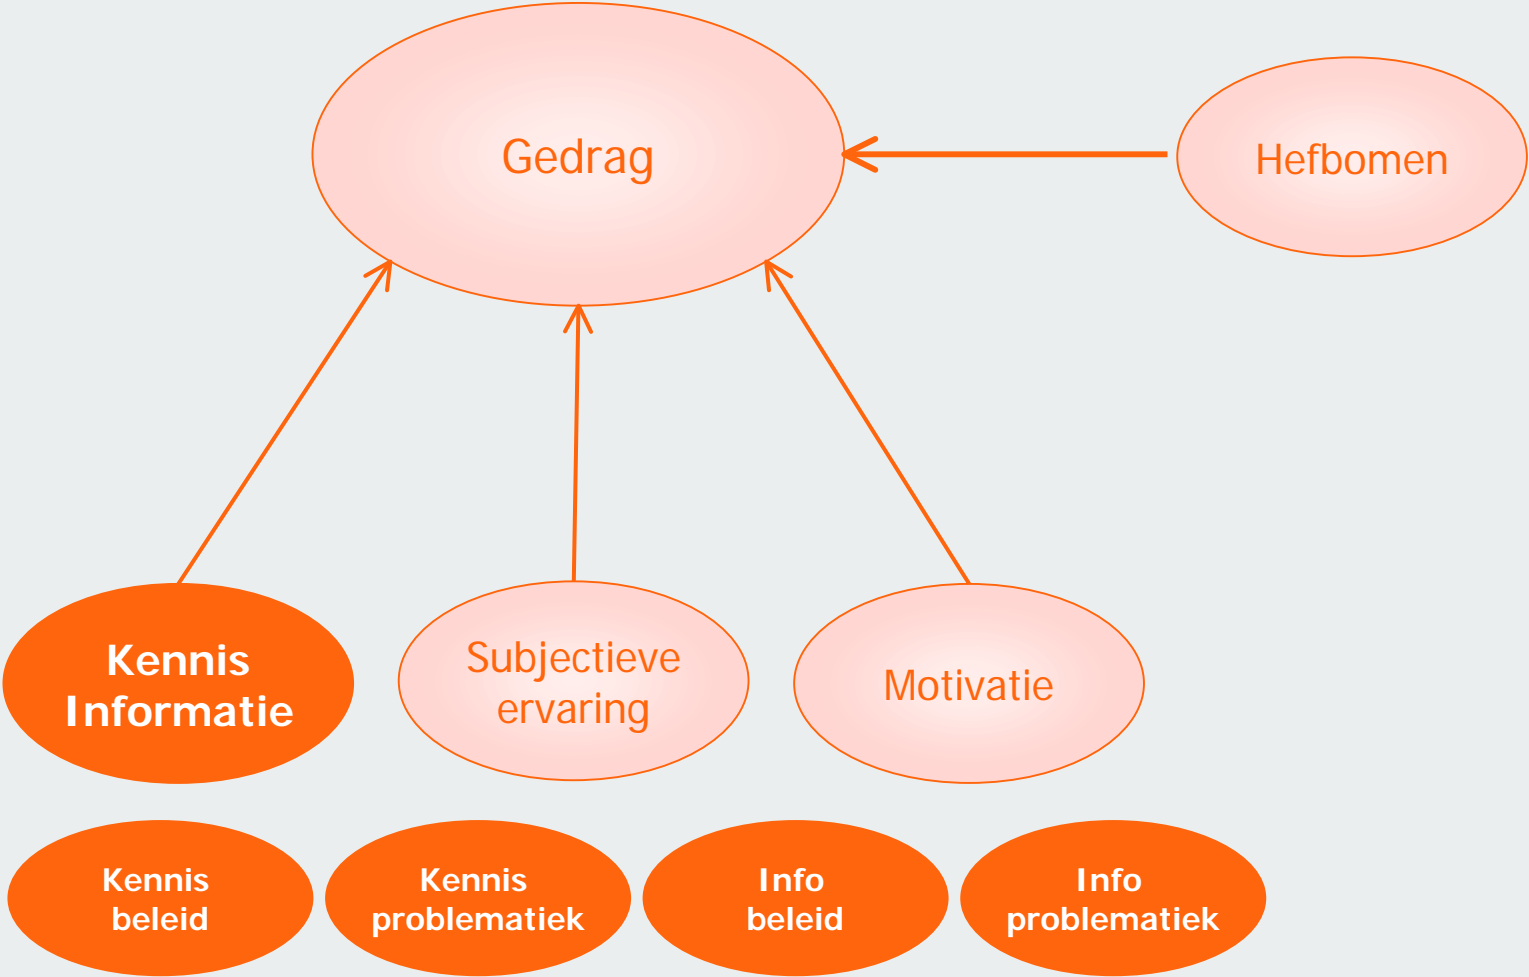 Gedrag
Hefbomen
Kennis
Informatie
Subjectieve
ervaring
Motivatie
Kennis
beleid
Kennis
problematiek
Info
beleid
Info
problematiek